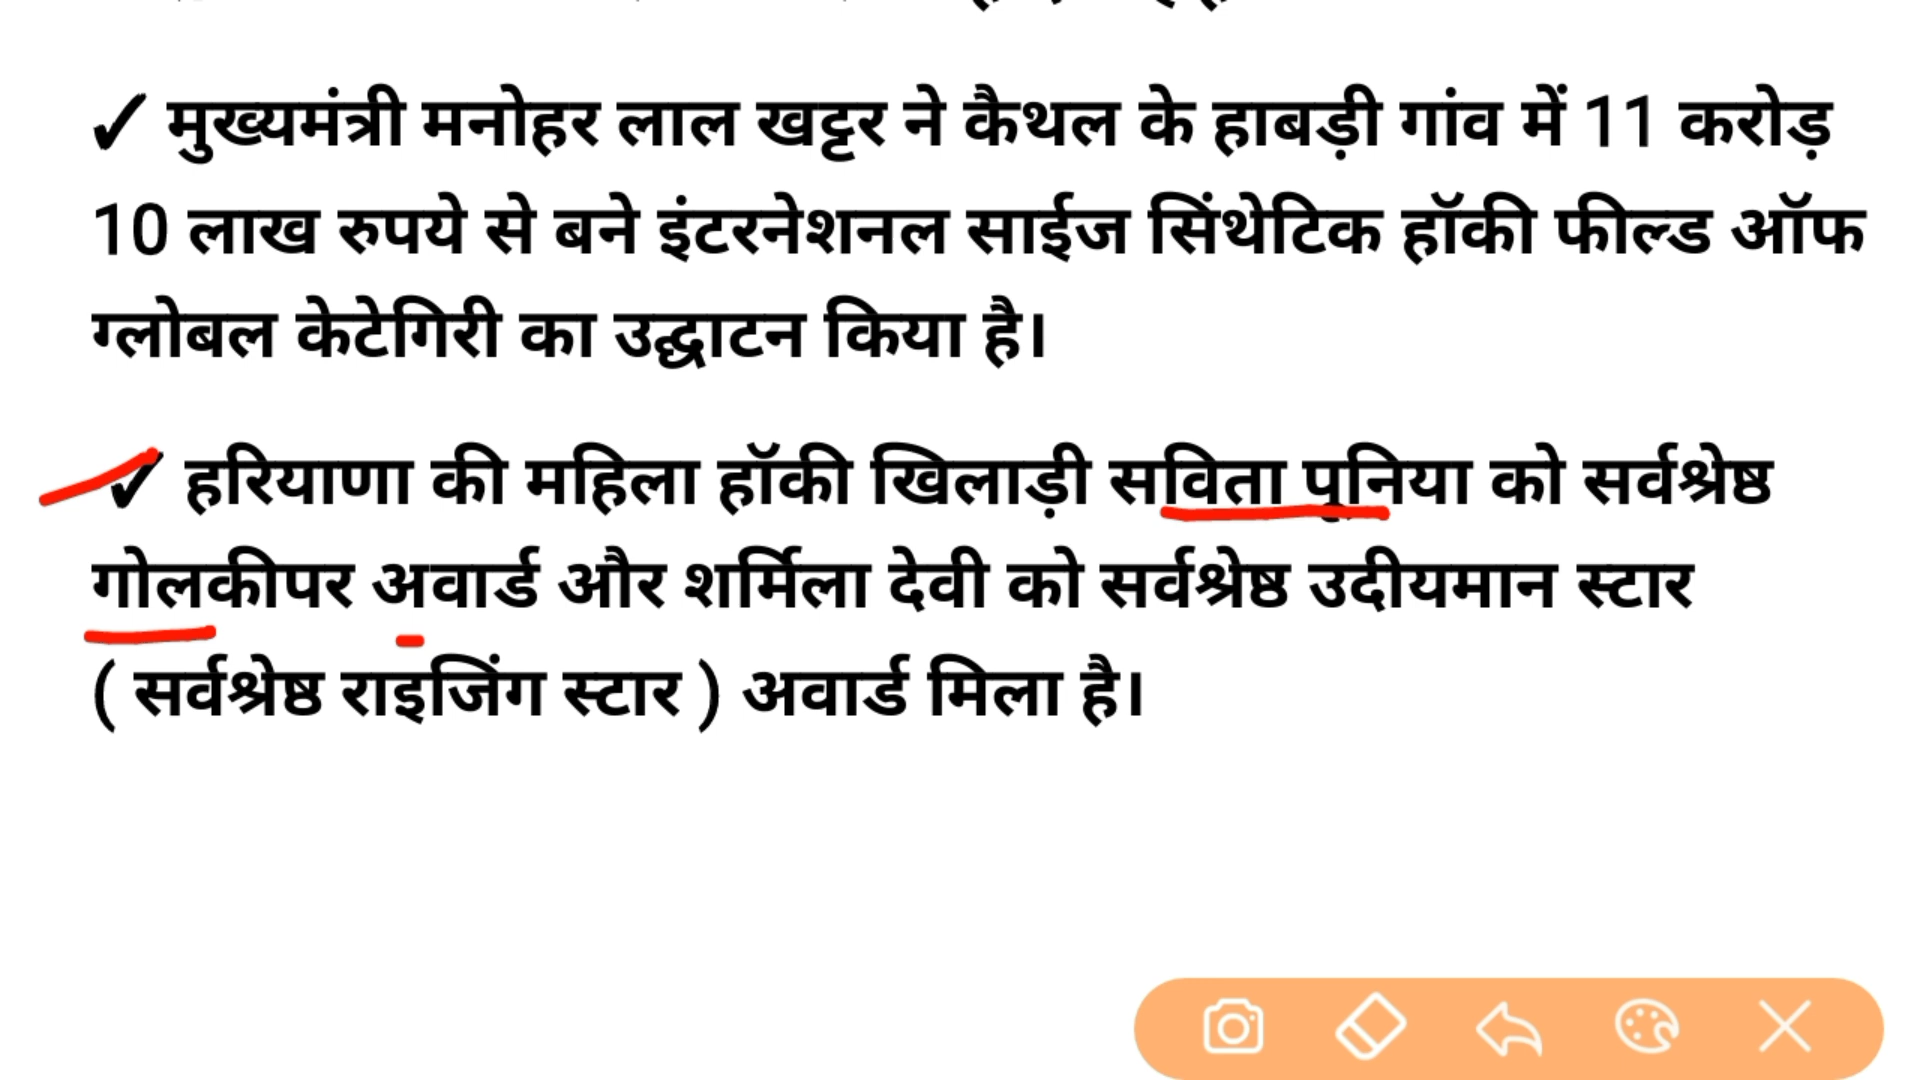 ✓ मुख्यमंत्री मनोहर लाल खट्टर ने कैथल के हाबड़ी गांव में 11 करोड़
10 लाख रुपये से बने इंटरनेशनल साईज सिंथेटिक हॉकी फील्ड ऑफ
ग्लोबल केटेगिरी का उद्घाटन किया है।
✓ हरियाणा की महिला हॉकी खिलाड़ी सविता पूनिया को सर्वश्रेष्ठ
गोलकीपर अवार्ड और शर्मिला देवी को सर्वश्रेष्ठ उदीयमान स्टार
( सर्वश्रेष्ठ राइजिंग स्टार ) अवार्ड मिला है।